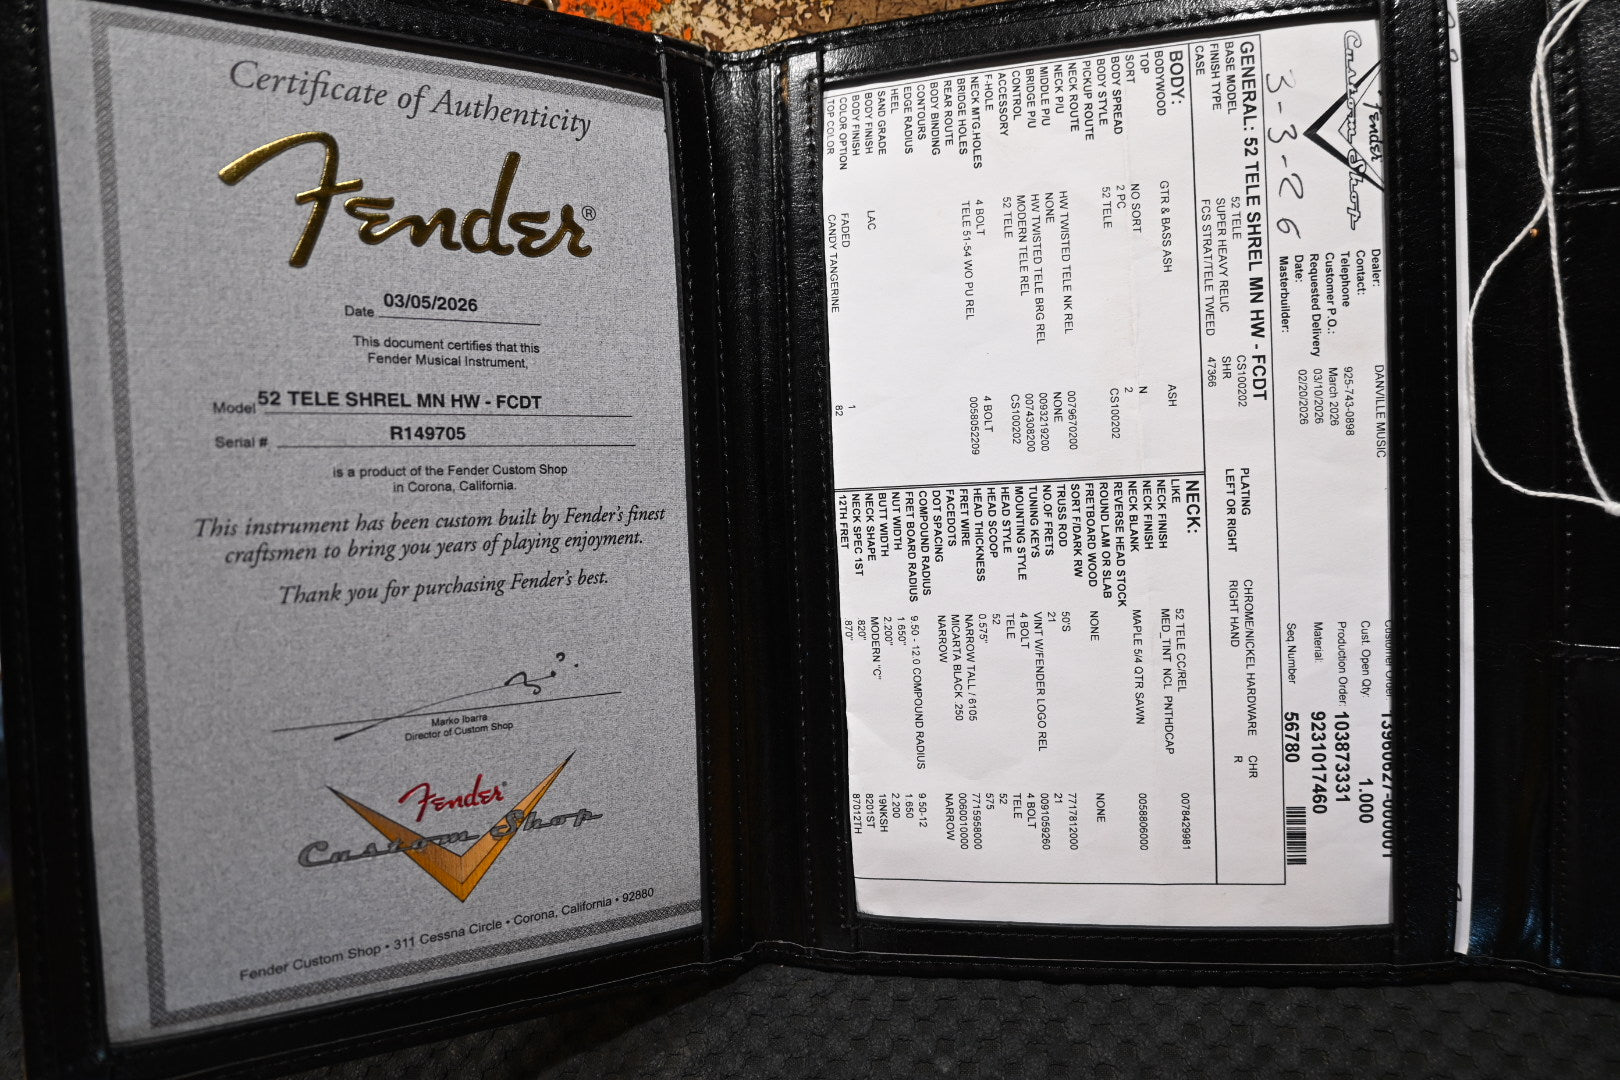 Certificate of Authenticity
Fender®
Date 03/05/2026
This document certifies that this
Fender Musical Instrument,
Model 52 TELE SHREL MN HW - FCDT
Serial # R149705
is a product of the Fender Custom Shop
in Corona, California.
This instrument has been custom built by Fender's finest
craftsmen to bring you years of playing enjoyment.
Thank you for purchasing Fender's best.
Marko Ibarra
Director of Custom Shop
Fender®
Custom Shop
Fender Custom Shop • 311 Cessna Circle • Corona, California • 92880
Fender
Custom Shop
3-3-26
Dealer: DANVILLE MUSIC
Contact:
Telephone 925-743-0898
Customer P.O.: March 2026
Requested Delivery 03/10/2026
Date: 02/20/2026
Masterbuilder:
Cust. Open Qty: 1.000
Production Order: 103873331
Material: 9231017460
Seq Number 56780
GENERAL: 52 TELE SHREL MN HW - FCDT
BASE MODEL 52 TELE CS100202
FINISH TYPE SUPER HEAVY RELIC SHR
CASE FCS STRAT/TELE TWEED 47366
PLATING CHROME/NICKEL HARDWARE CHR
LEFT OR RIGHT RIGHT HAND R
BODY:
BODYWOOD GTR & BASS ASH ASH
TOP
SORT NO SORT N
BODY SPREAD 2 PC 2
BODY STYLE 52 TELE CS100202
PICKUP ROUTE
NECK ROUTE
NECK P/U HW TWISTED TELE NK REL 0079670200
MIDDLE P/U NONE NONE
BRIDGE P/U HW TWISTED TELE BRG REL 0093219200
CONTROL MODERN TELE REL 0074308200
ACCESSORY 52 TELE CS100202
F-HOLE
NECK MTG.HOLES 4 BOLT 4 BOLT
BRIDGE HOLES TELE 51-54 WO PU REL 0058052209
REAR ROUTE
BODY BINDING
CONTOURS
EDGE RADIUS
HEEL
SAND GRADE
BODY FINISH LAC
BODY FINISH
COLOR OPTION FADED 1
TOP COLOR CANDY TANGERINE 82
NECK:
LIKE 52 TELE CC/REL 0078429981
NECK FINISH MED_TINT NCL PNTHDCAP
NECK FINISH
NECK BLANK MAPLE 5/4 QTR SAWN 0058806000
REVERSE HEAD STOCK
ROUND LAM OR SLAB
FRETBOARD WOOD NONE NONE
SORT F/DARK RW
TRUSS ROD 50'S 7717812000
NO.OF FRETS 21 21
TUNING KEYS VINT W/FENDER LOGO REL 0091059260
MOUNTING STYLE 4 BOLT 4 BOLT
HEAD STYLE TELE TELE
HEAD SCOOP 52 52
HEAD THICKNESS 0.575" 575
FRET WIRE NARROW TALL / 6105 7715958000
FACEDOTS MICARTA BLACK .250 0060010000
DOT SPACING NARROW NARROW
COMPOUND RADIUS
FRET BOARD RADIUS 9.50 - 12.0 COMPOUND RADIUS 9.50-12
NUT WIDTH 1.650" 1.650
BUTT WIDTH 2.200" 2.200
NECK SHAPE MODERN "C" 19NKSH
NECK SPEC 1ST .820" 8201ST
12TH FRET .870" 87012TH